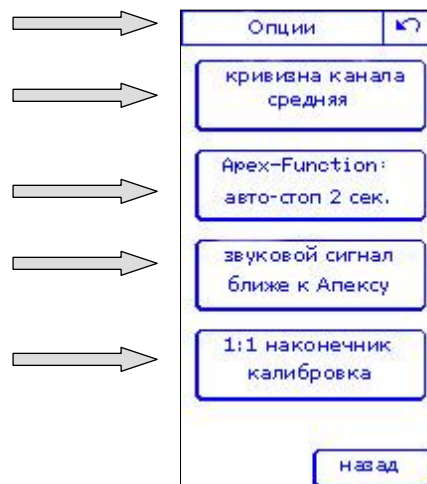 Опции
кривизна канала
средняя
Apex-Function:
авто-стоп 2 сек.
звуковой сигнал
ближе к Апексу
1:1 наконечник
калибровка
назад